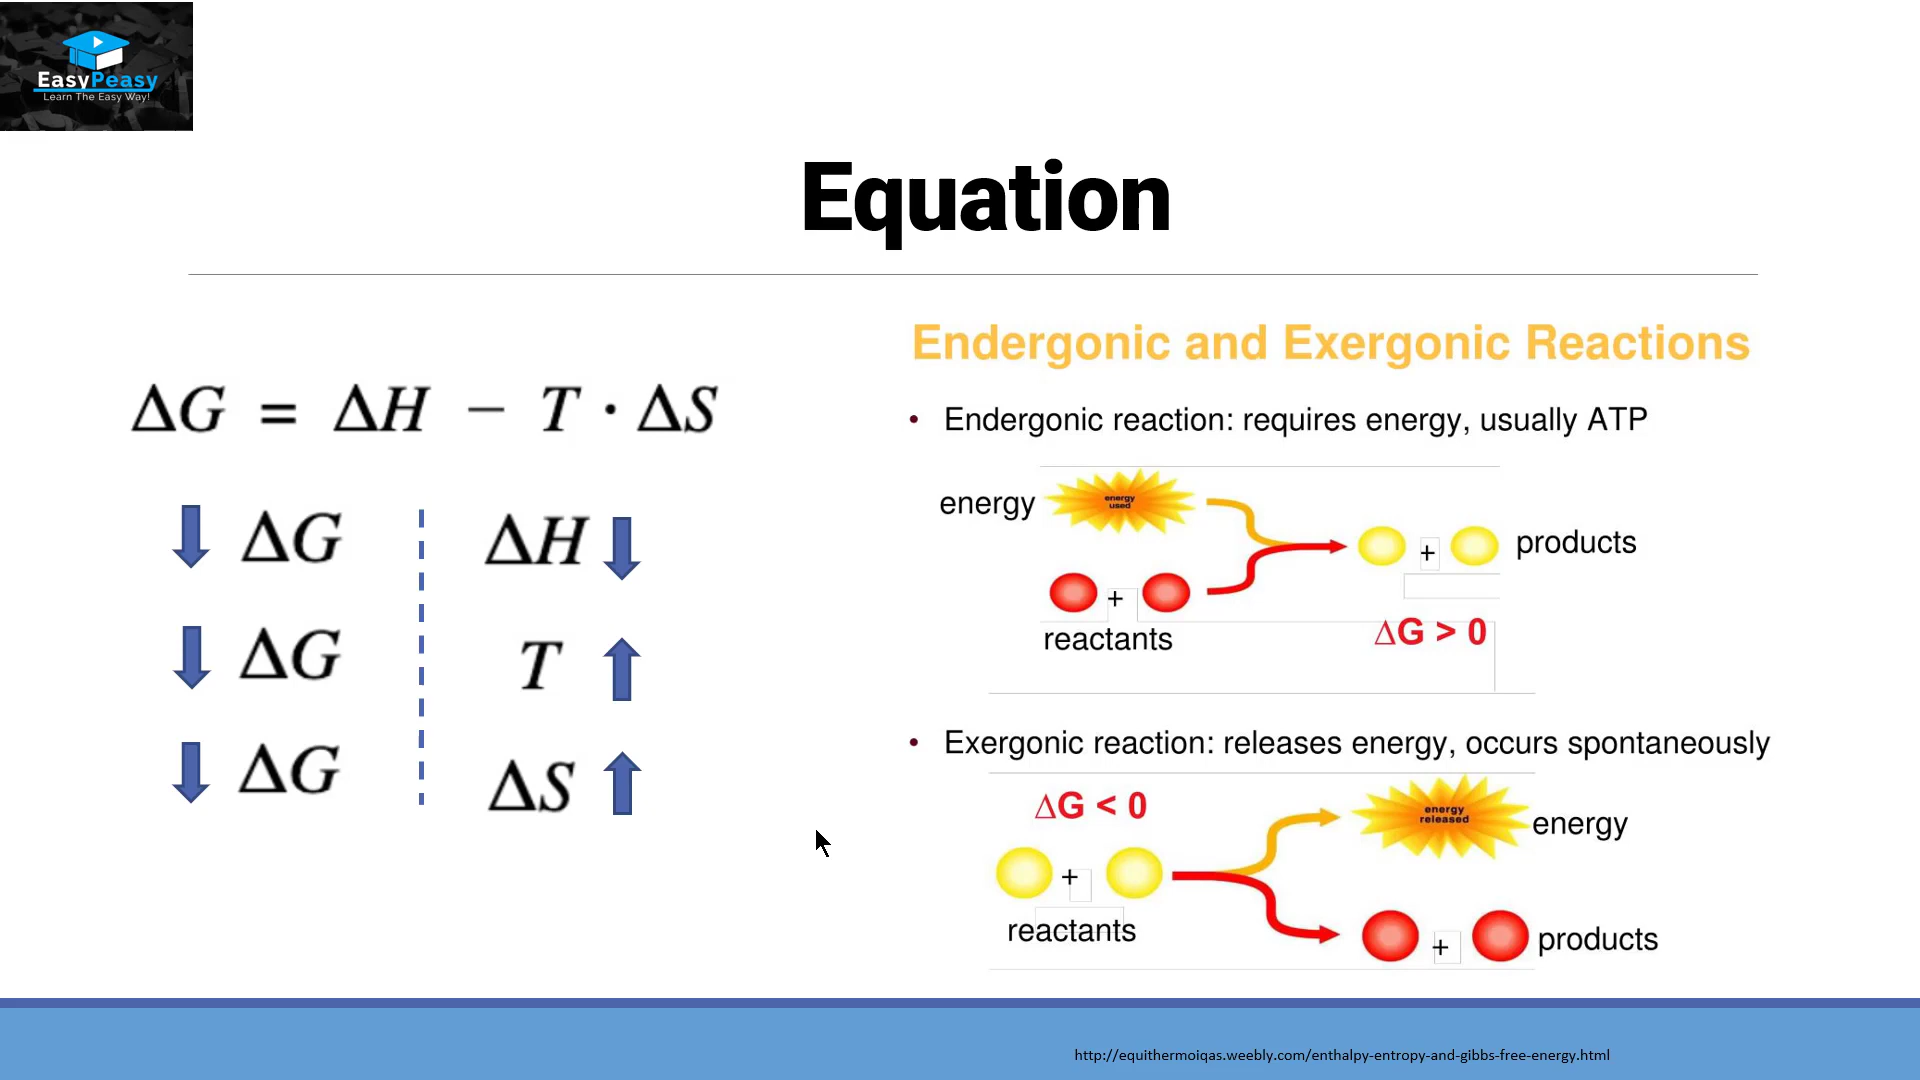 EasyPeasy
Learn The Easy Way!
Equation
ΔG = ΔH − T · ΔS
ΔG ΔH
ΔG T
ΔG ΔS
Endergonic and Exergonic Reactions
• Endergonic reaction: requires energy, usually ATP
energy
energy
used
+
products
+
reactants
ΔG > 0
• Exergonic reaction: releases energy, occurs spontaneously
ΔG < 0
energy
released
energy
+
reactants
+
products
http://equithermoiqas.weebly.com/enthalpy-entropy-and-gibbs-free-energy.html